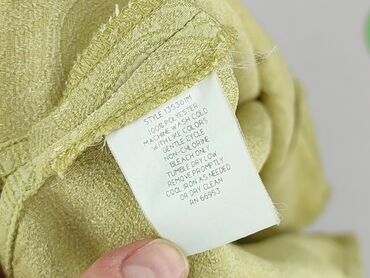 STYLE 135301M
100% POLYESTER
MACHINE WASH COLD
WITH LIKE COLORS
GENTLE CYCLE
NON-CHLORINE
BLEACH ONLY
TUMBLE DRY LOW
REMOVE PROMPTLY
COOL IRON AS NEEDED
OR DRY CLEAN
RN 66953